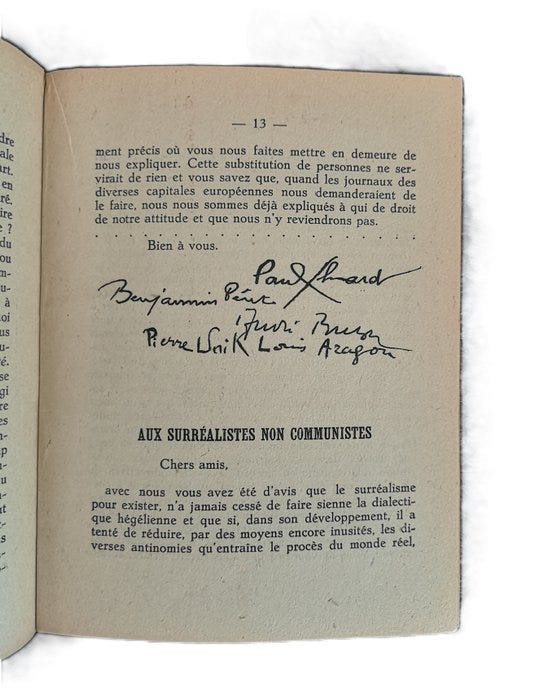 — 13 —
ment précis où vous nous faites mettre en demeure de
nous expliquer. Cette substitution de personnes ne ser-
virait de rien et vous savez que, quand les journaux des
diverses capitales européennes nous demanderaient de
le faire, nous nous sommes déjà expliqués à qui de droit
de notre attitude et que nous n'y reviendrons pas.
. . . . . . . . . . . . . . . . . . . . . . . .
Bien à vous.
Paul Eluard
Benjamin Péret
André Breton
Pierre Unik Louis Aragon
AUX SURRÉALISTES NON COMMUNISTES
Chers amis,
avec nous vous avez été d'avis que le surréalisme
pour exister, n'a jamais cessé de faire sienne la dialecti-
que hégélienne et que si, dans son développement, il a
tenté de réduire, par des moyens encore inusités, les di-
verses antinomies qu'entraîne le procès du monde réel,